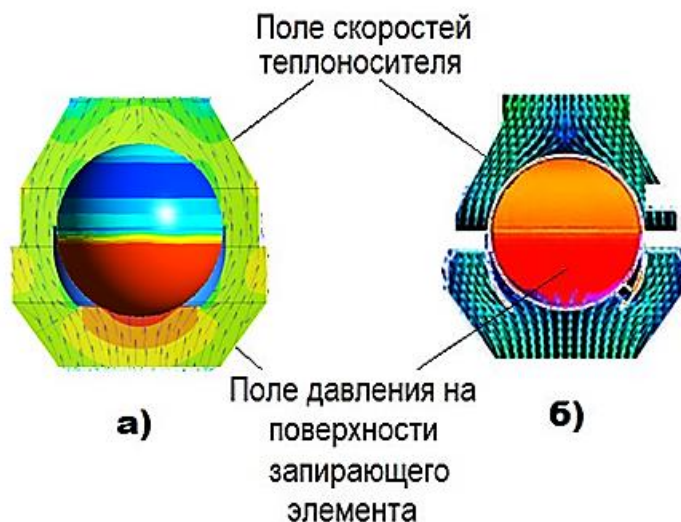 Поле скоростей
теплоносителя
Поле давления на
поверхности
запирающего
элемента
а)
б)